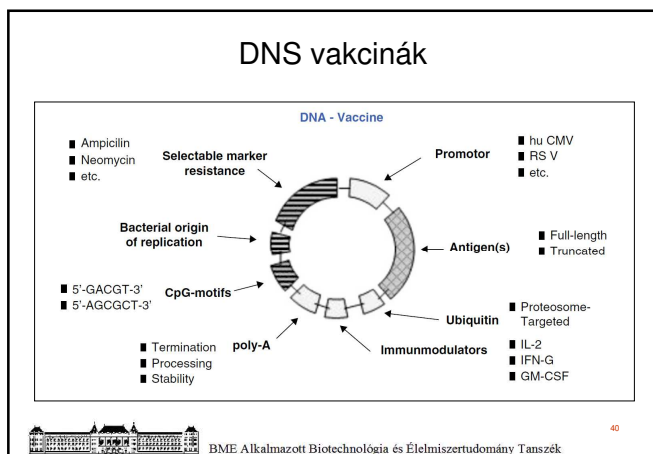 DNS vakcinák
DNA - Vaccine
Ampicilin
Neomycin
etc.
Selectable marker
resistance
Promotor
hu CMV
RS V
etc.
Bacterial origin
of replication
Antigen(s)
Full-length
Truncated
5'-GACGT-3'
5'-AGCGCT-3'
CpG-motifs
Ubiquitin
Proteosome-
Targeted
Termination
Processing
Stability
poly-A
Immunmodulators
IL-2
IFN-G
GM-CSF
40
BME Alkalmazott Biotechnológia és Élelmiszertudomány Tanszék